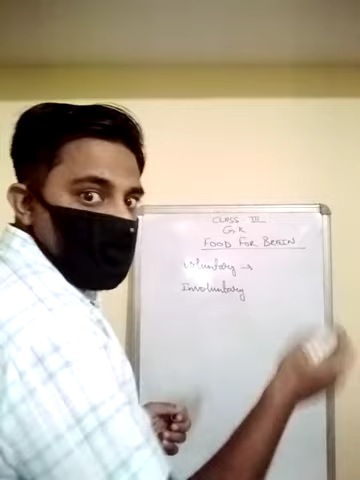 CLASS - III
G.K
FOOD FOR BRAIN
Voluntary →
Involuntary